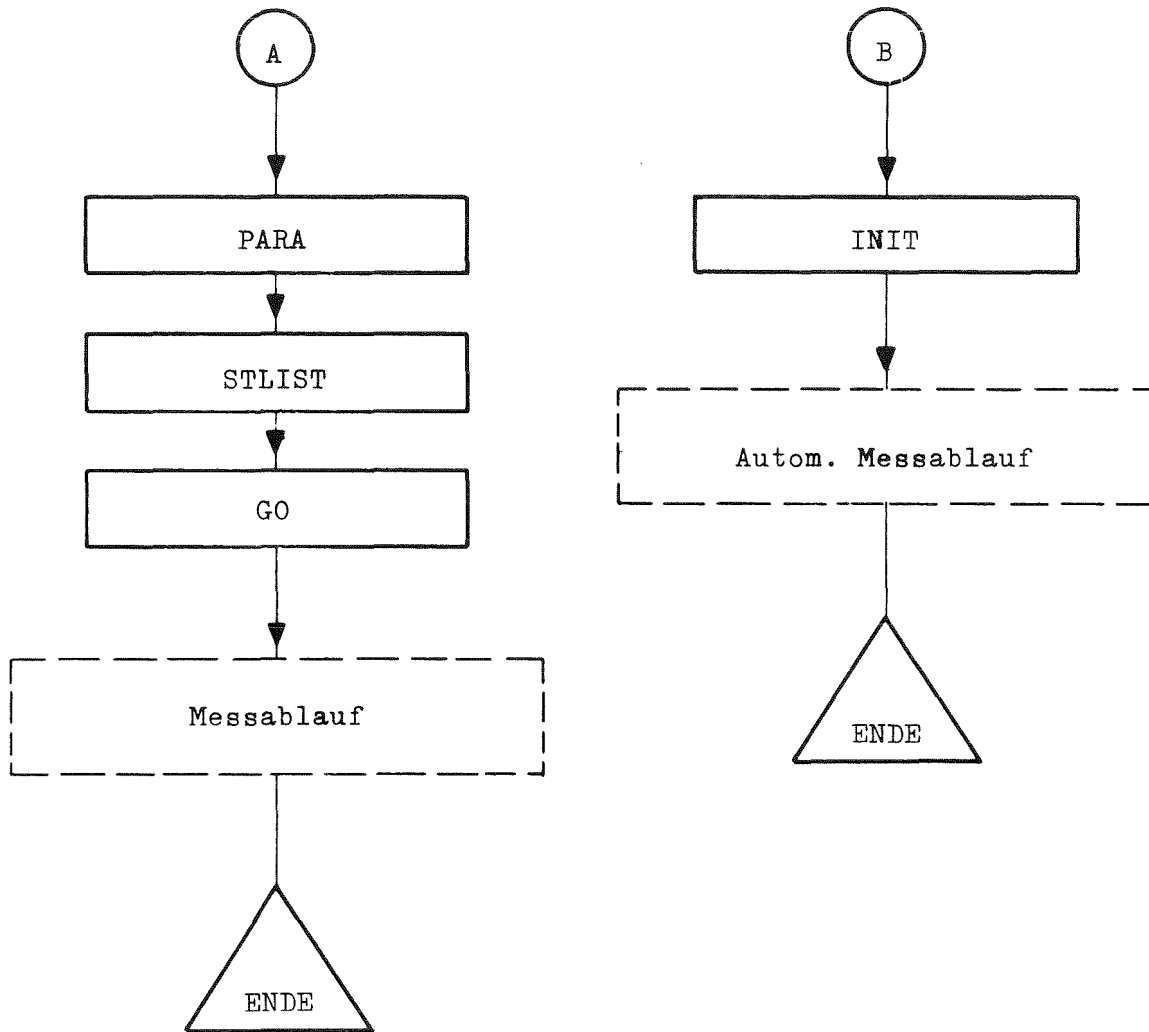 A
PARA
STLIST
GO
Messablauf
ENDE
B
INIT
Autom. Messablauf
ENDE